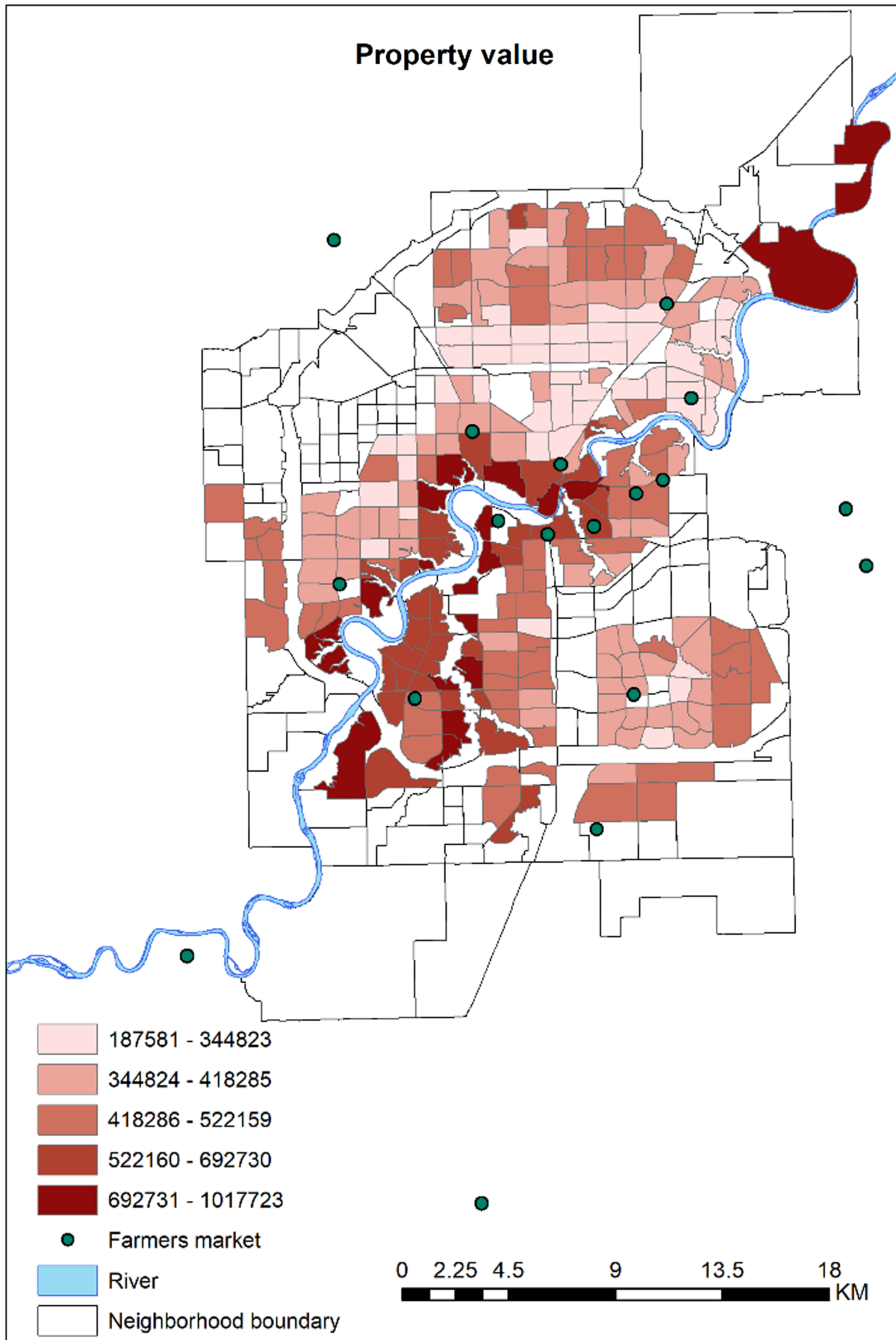 Property value
187581 - 344823
344824 - 418285
418286 - 522159
522160 - 692730
692731 - 1017723
Farmers market
River
Neighborhood boundary
0 2.25 4.5 9 13.5 18
KM